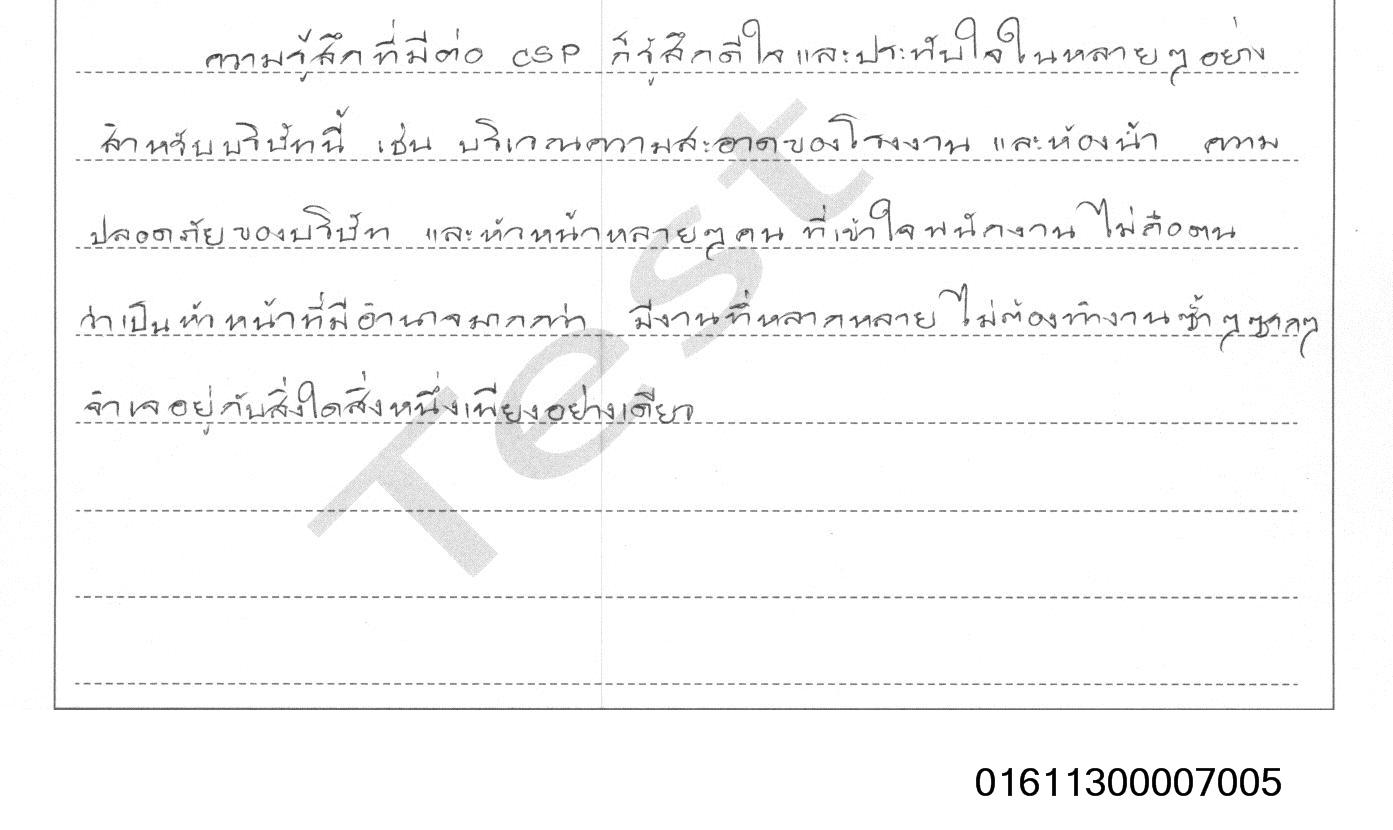 ความรู้สึกที่มีต่อ CSP ก็รู้สึกดีใจและประทับใจในหลายๆอย่าง
สำหรับบริษัทนี้ เช่น บริเวณความสะอาดของโรงงาน และห้องน้ำ ความ
ปลอดภัยของบริษัท และหัวหน้าหลายๆคน ที่เข้าใจพนักงาน ไม่ถือตน
ว่าเป็นหัวหน้าที่มีอำนาจมากกว่า มีงานที่หลากหลาย ไม่ต้องทำงานซ้ำๆซากๆ
จำเจอยู่กับสิ่งใดสิ่งหนึ่งเพียงอย่างเดียว
Test
01611300007005